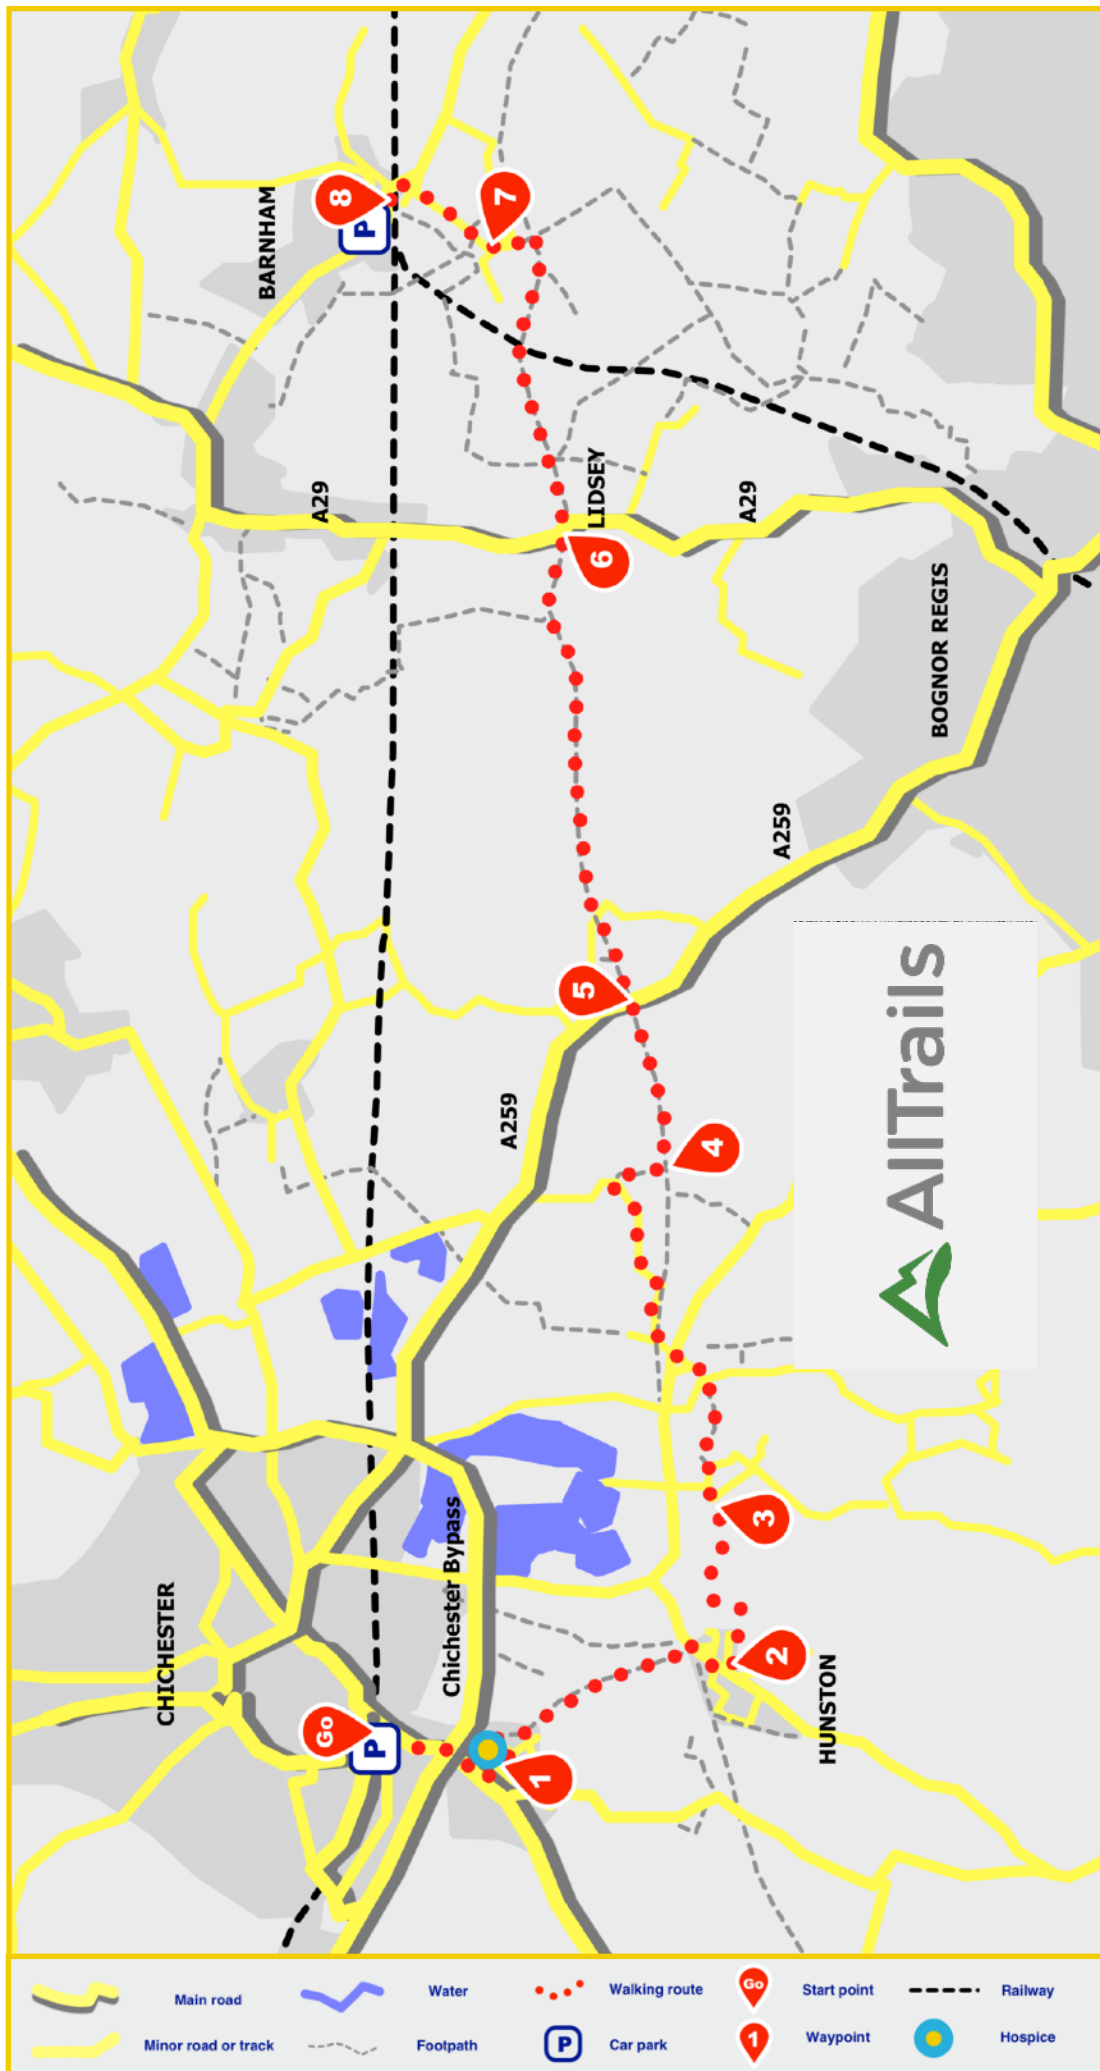 BARNHAM
8
P
7
A29
LIDSEY
A29
6
BOGNOR REGIS
A259
5
A259
4
AllTrails
3
Chichester Bypass
CHICHESTER
2
HUNSTON
Go
P
1
Main road
Water
Walking route
Go
Start point
Railway
Minor road or track
Footpath
P
Car park
1
Waypoint
Hospice